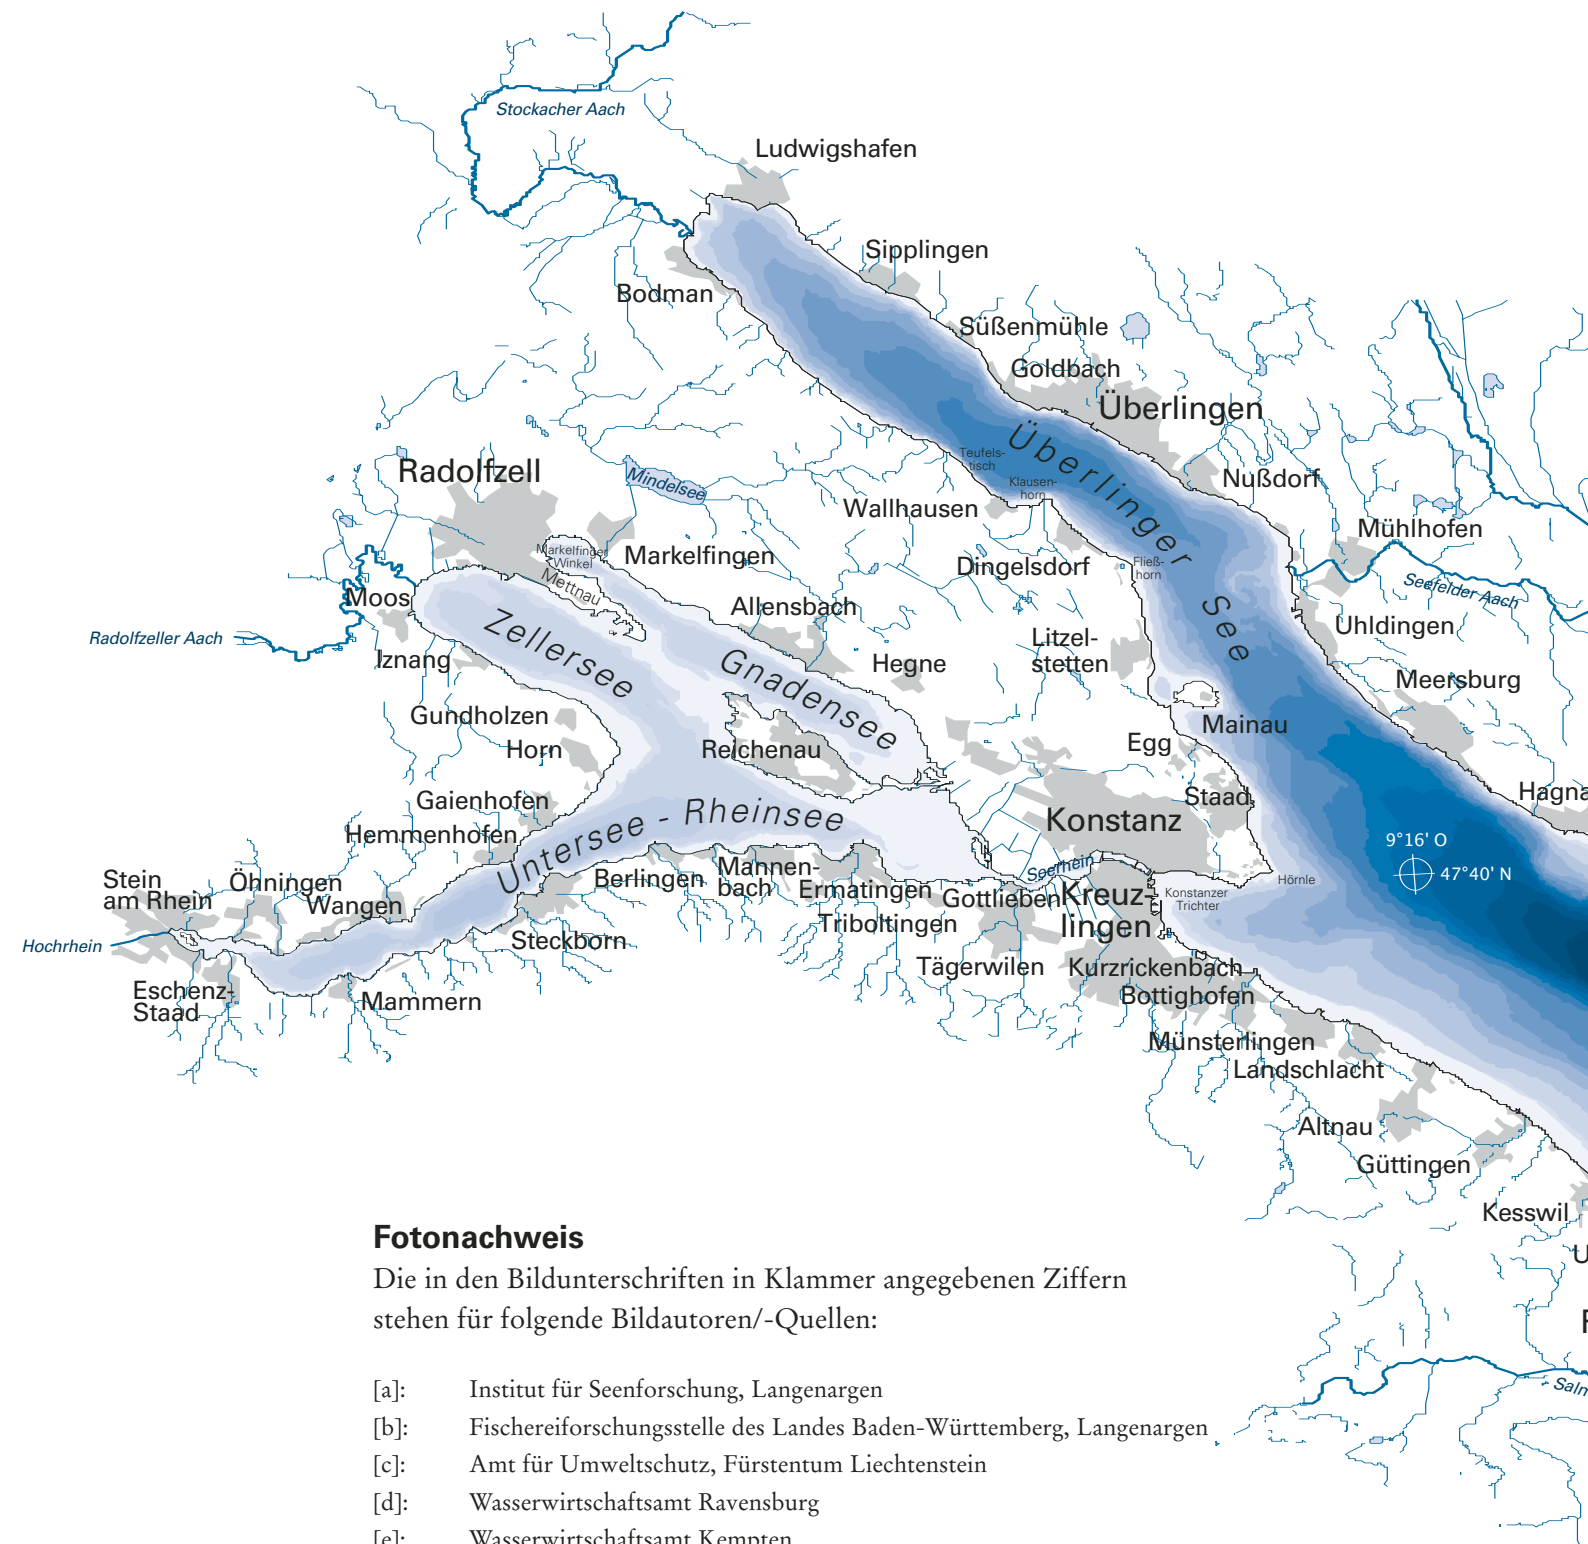 Stockacher Aach
Ludwigshafen
Sipplingen
Bodman
Süßenmühle
Goldbach
Überlingen
Überlinger See
Teufels-
tisch
Klausen-
horn
Radolfzell
Mindelsee
Nußdorf
Wallhausen
Mühlhofen
Markelfinger
Winkel
Markelfingen
Mettnau
Dingelsdorf
Fließ-
horn
Seefelder Aach
Moos
Allensbach
Radolfzeller Aach
Zellersee
Litzel-
stetten
Uhldingen
Iznang
Gnadensee
Hegne
Meersburg
Gundholzen
Horn
Reichenau
Mainau
Egg
Gaienhofen
Staad
Hagna
Hemmenhofen
Untersee - Rheinsee
Konstanz
9°16' O
47°40' N
Stein
am Rhein
Öhningen
Wangen
Berlingen
Mannen-
bach
Ermatingen
Gottlieben
Seerhein
Kreuz-
lingen
Konstanzer
Trichter
Hörnle
Triboltingen
Hochrhein
Steckborn
Tägerwilen
Kurzrickenbach
Eschenz-
Staad
Mammern
Bottighofen
Münsterlingen
Landschlacht
Altnau
Güttingen
Kesswil
U
F
Saln
Fotonachweis
Die in den Bildunterschriften in Klammer angegebenen Ziffern
stehen für folgende Bildautoren/-Quellen:
[a]: Institut für Seenforschung, Langenargen
[b]: Fischereiforschungsstelle des Landes Baden-Württemberg, Langenargen
[c]: Amt für Umweltschutz, Fürstentum Liechtenstein
[d]: Wasserwirtschaftsamt Ravensburg
[e]: Wasserwirtschaftsamt Kempten